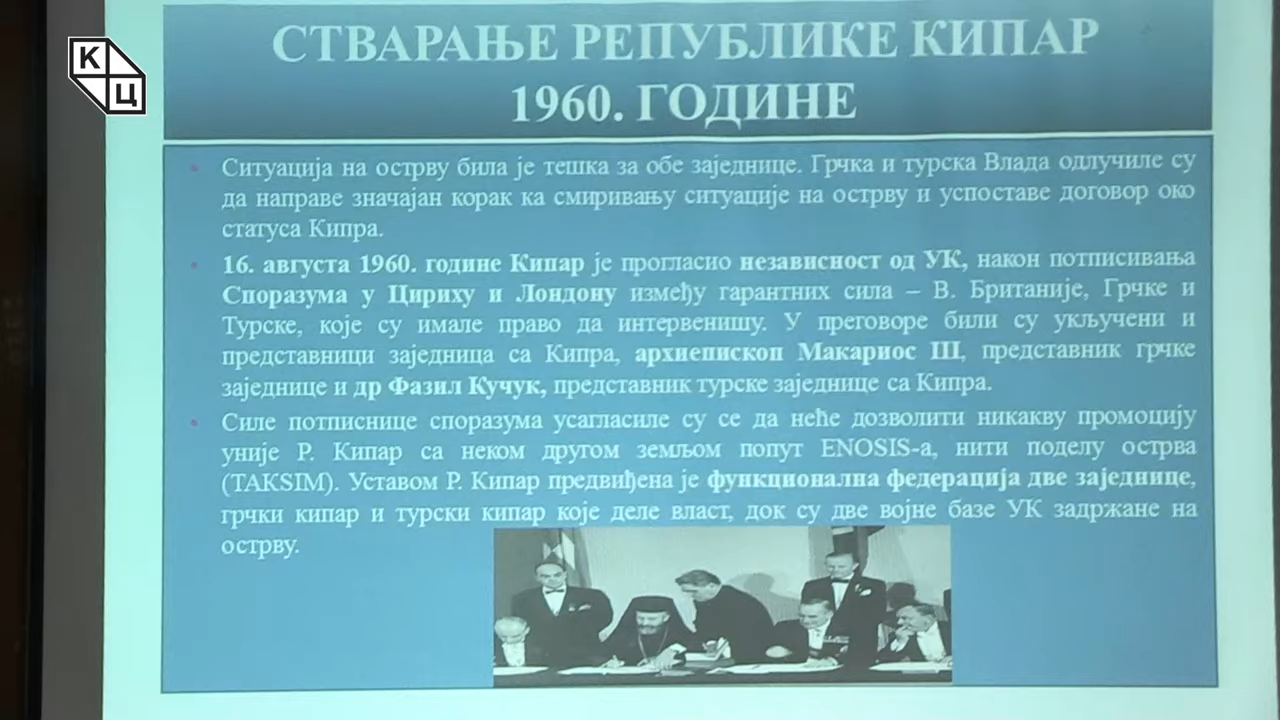 К
Ц
СТВАРАЊЕ РЕПУБЛИКЕ КИПАР
1960. ГОДИНЕ
Ситуација на острву била је тешка за обе заједнице. Грчка и турска Влада одлучиле су
да направе значајан корак ка смиривању ситуације на острву и успоставе договор око
статуса Кипра.
16. августа 1960. године Кипар је прогласио независност од УК, након потписивања
Споразума у Цириху и Лондону између гарантних сила – В. Британије, Грчке и
Турске, које су имале право да интервенишу. У преговоре били су укључени и
представници заједница са Кипра, архиепископ Макариос III, представник грчке
заједнице и др Фазил Кучук, представник турске заједнице са Кипра.
Силе потписнице споразума усагласиле су се да неће дозволити никакву промоцију
уније Р. Кипар са неком другом земљом попут ENOSIS-а, нити поделу острва
(TAKSIM). Уставом Р. Кипар предвиђена је функционална федерација две заједнице,
грчки кипар и турски кипар које деле власт, док су две војне базе УК задржане на
острву.